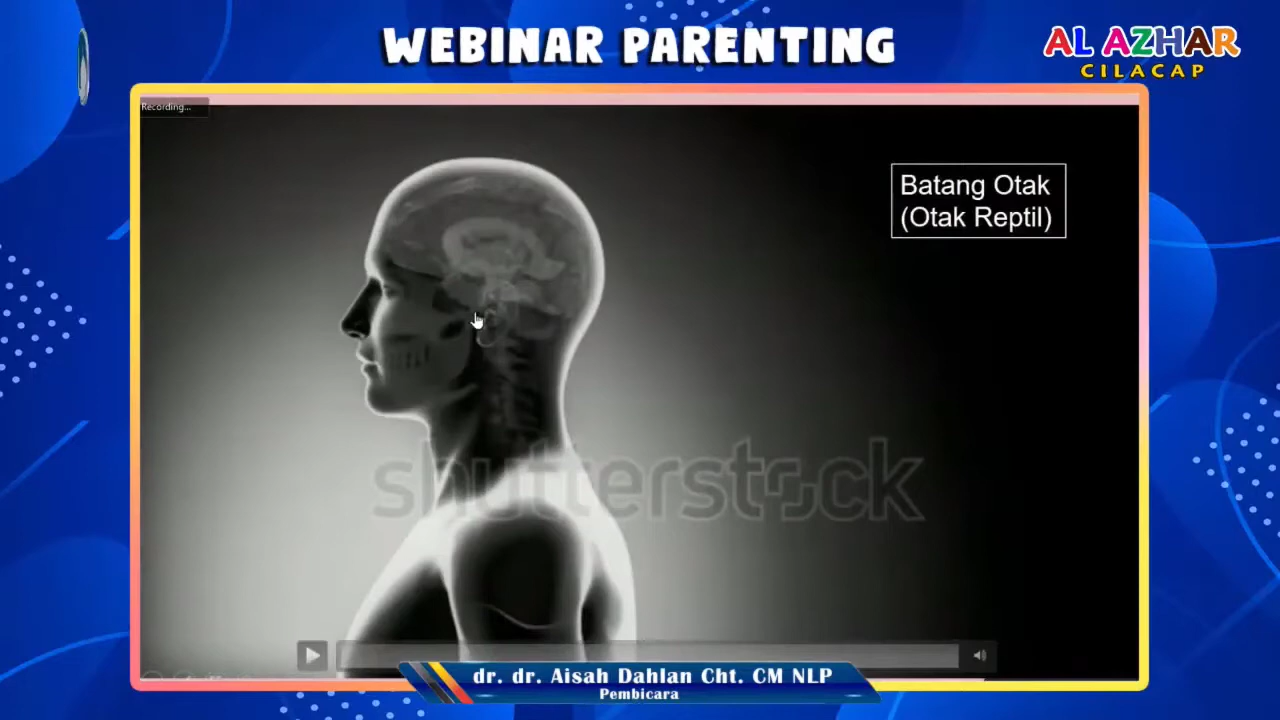 WEBINAR PARENTING
AL AZHAR
CILACAP
Recording...
Batang Otak
(Otak Reptil)
shutterstock
dr. dr. Aisah Dahlan Cht. CM NLP
Pembicara